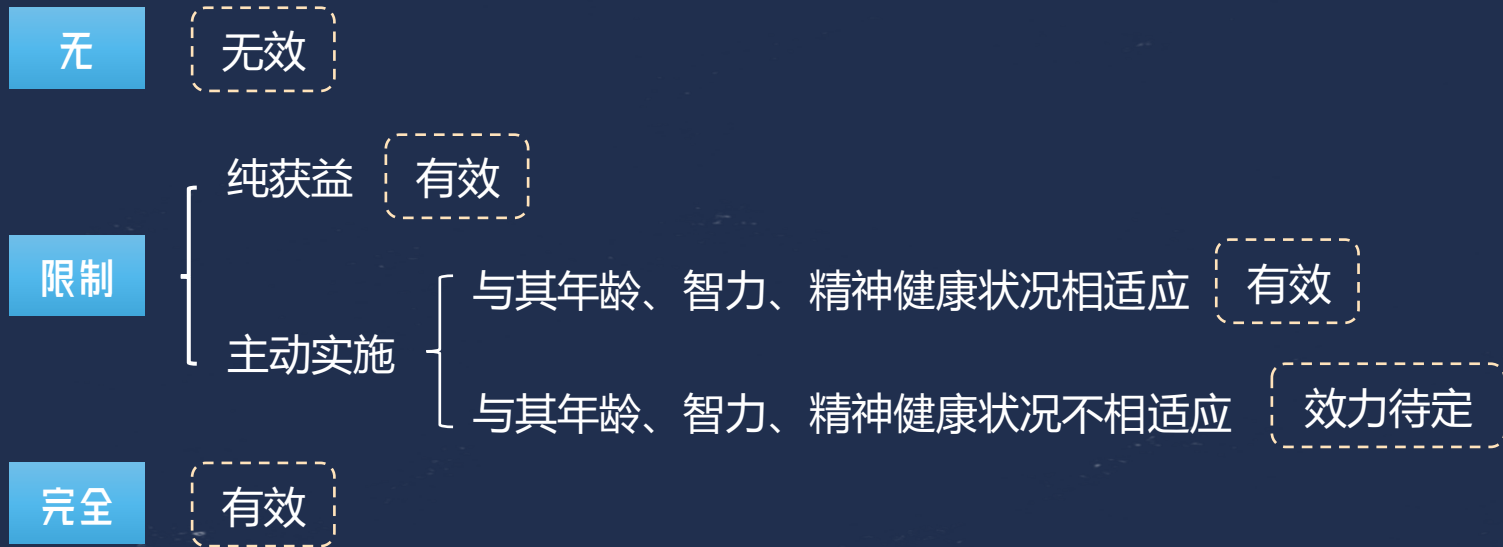 无 无效
纯获益 有效
限制
与其年龄、智力、精神健康状况相适应 有效
主动实施
与其年龄、智力、精神健康状况不相适应 效力待定
完全 有效